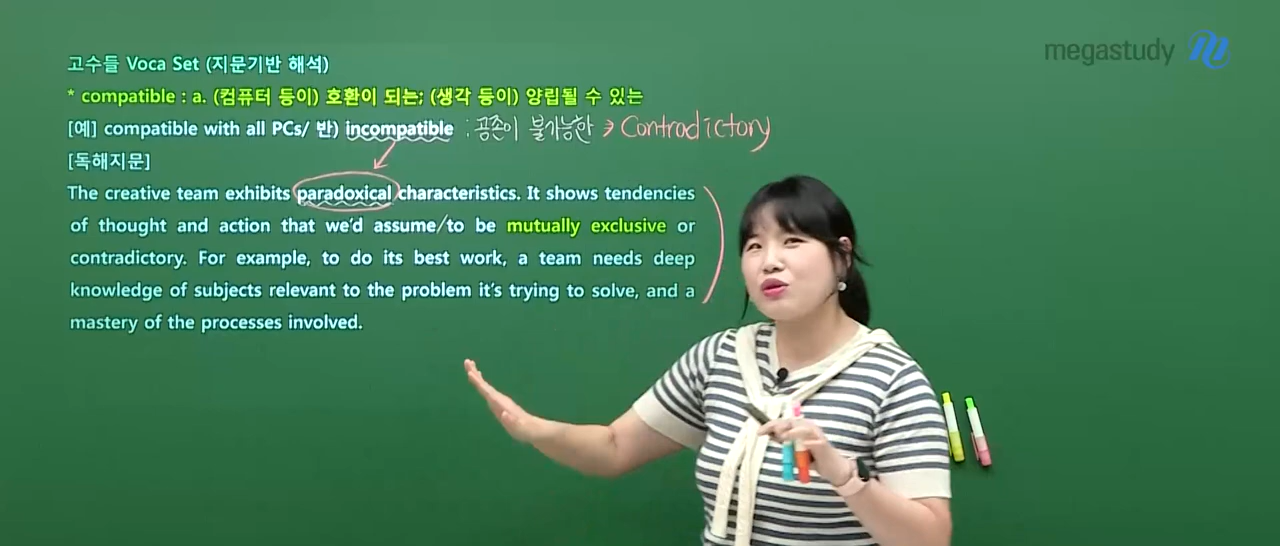 megastudy
고수들 Voca Set (지문기반 해석)
* compatible : a. (컴퓨터 등이) 호환이 되는; (생각 등이) 양립될 수 있는
[예] compatible with all PCs/ 반) incompatible : 공존이 불가능한 → Contradictory
[독해지문]
The creative team exhibits paradoxical characteristics. It shows tendencies
of thought and action that we’d assume/to be mutually exclusive or
contradictory. For example, to do its best work, a team needs deep
knowledge of subjects relevant to the problem it’s trying to solve, and a
mastery of the processes involved.